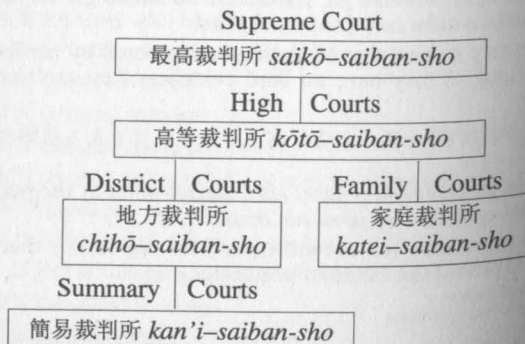 Supreme Court
最高裁判所 saikō–saiban-sho
High Courts
高等裁判所 kōtō–saiban-sho
District Courts
地方裁判所
chihō–saiban-sho
Family Courts
家庭裁判所
katei–saiban-sho
Summary Courts
簡易裁判所 kan'i–saiban-sho